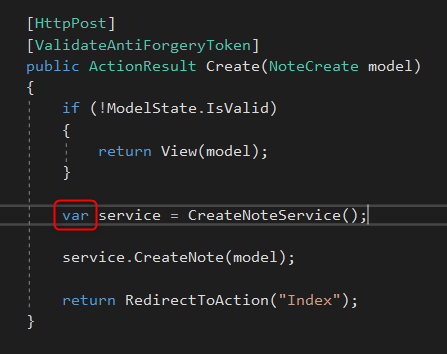 [HttpPost]
[ValidateAntiForgeryToken]
public ActionResult Create(NoteCreate model)
{
if (!ModelState.IsValid)
{
return View(model);
}
var service = CreateNoteService();
service.CreateNote(model);
return RedirectToAction("Index");
}